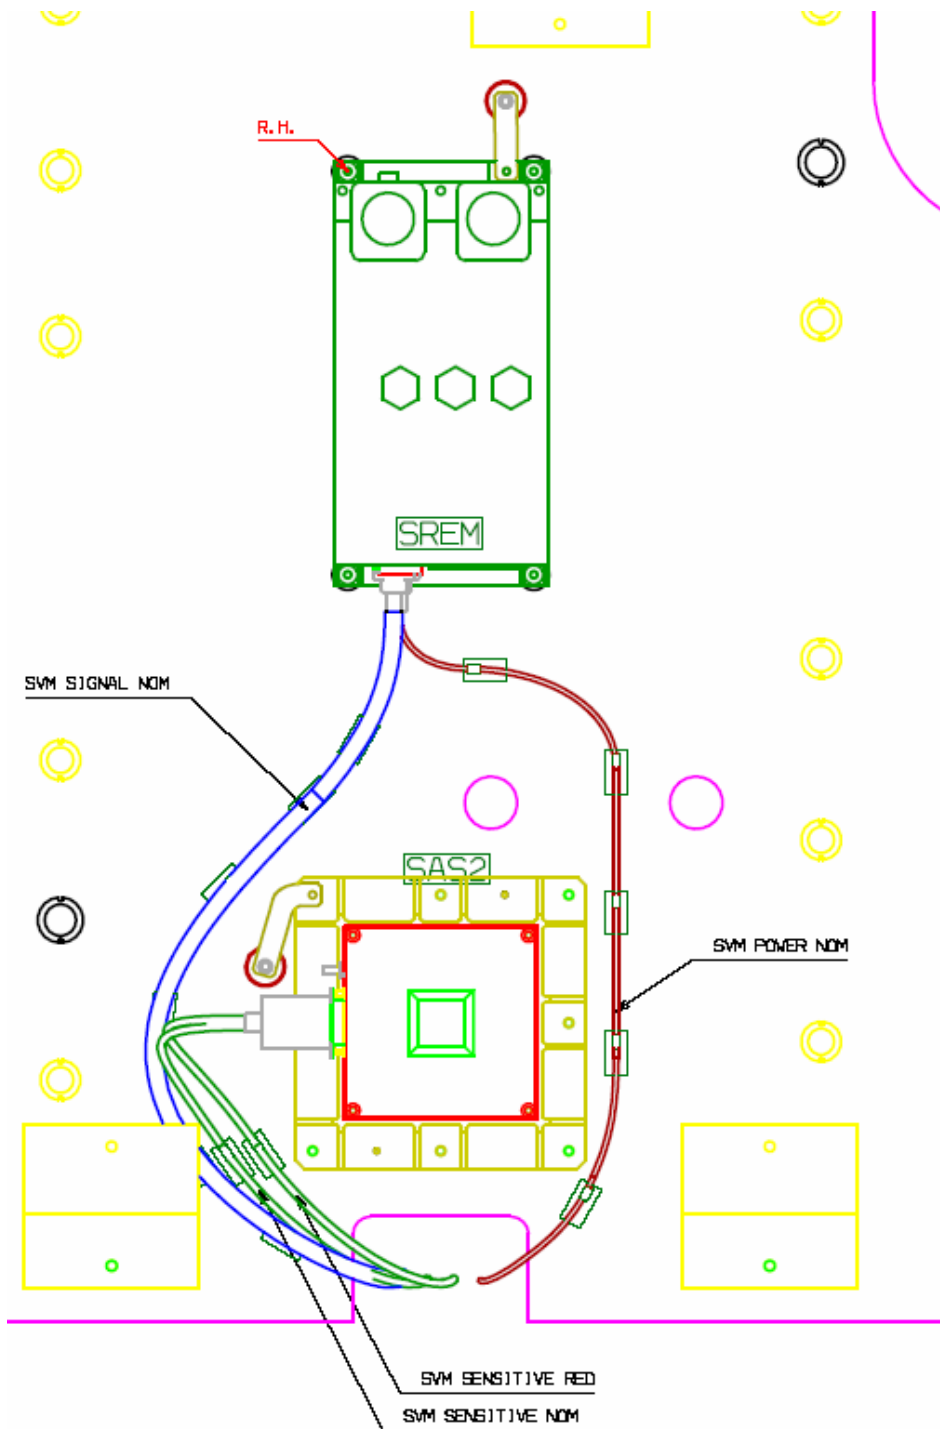 R.H.
SREM
SVM SIGNAL NOM
SAS2
SVM POWER NOM
SVM SENSITIVE RED
SVM SENSITIVE NOM